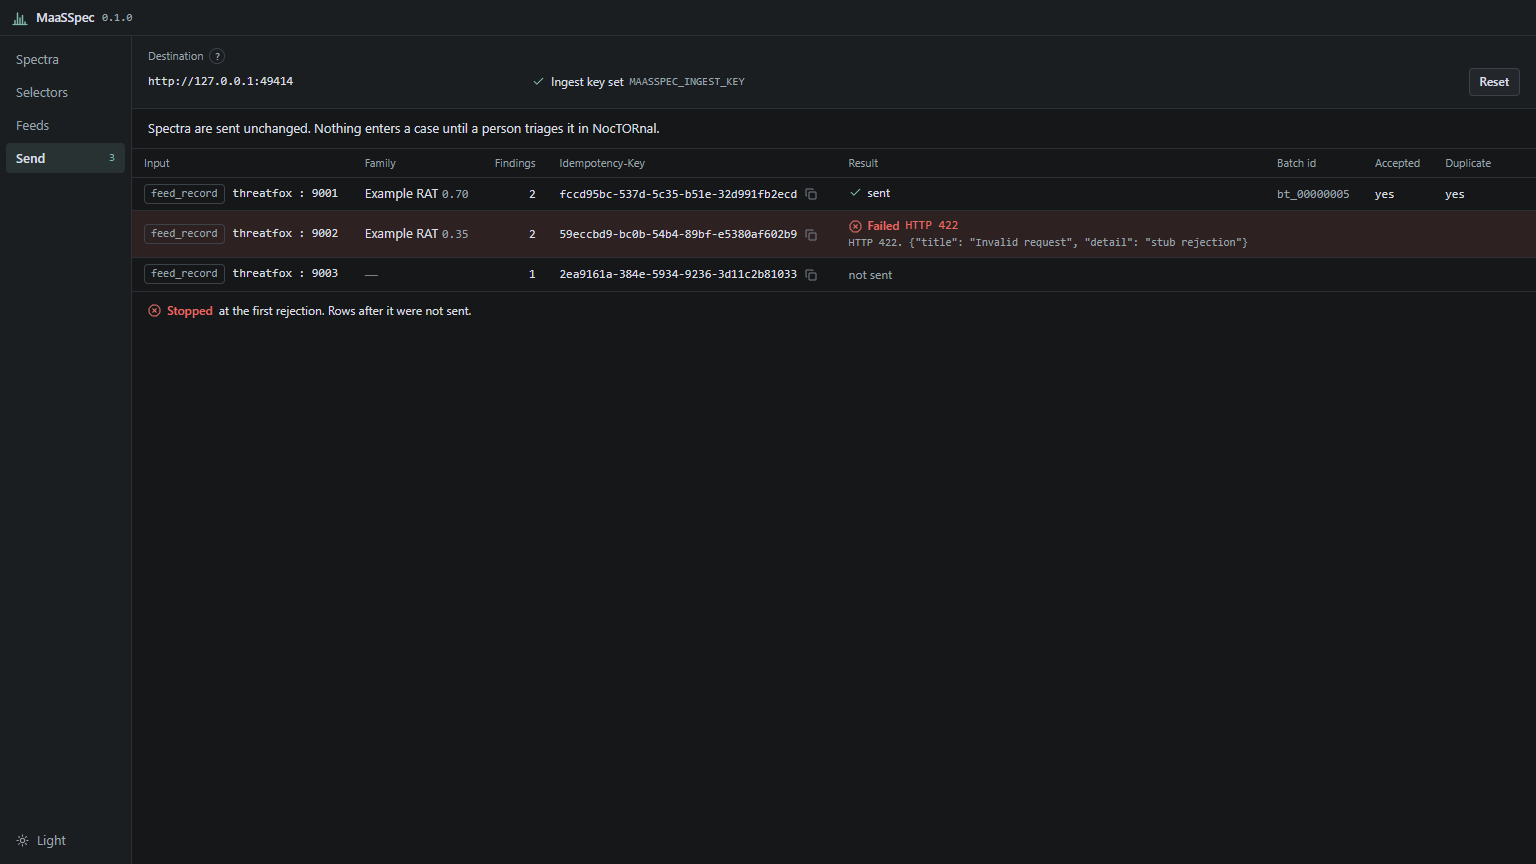 MaaSSpec 0.1.0
Spectra
Selectors
Feeds
Send 3
Destination ?
http://127.0.0.1:49414
Ingest key set MAASSPEC_INGEST_KEY
Reset
Spectra are sent unchanged. Nothing enters a case until a person triages it in NocTORnal.
Input Family Findings Idempotency-Key Result Batch id Accepted Duplicate
feed_record threatfox : 9001 Example RAT 0.70 2 fccd95bc-537d-5c35-b51e-32d991fb2ecd sent bt_00000005 yes yes
feed_record threatfox : 9002 Example RAT 0.35 2 59eccbd9-bc0b-54b4-89bf-e5380af602b9 Failed HTTP 422
HTTP 422. {"title": "Invalid request", "detail": "stub rejection"}
feed_record threatfox : 9003 — 1 2ea9161a-384e-5934-9236-3d11c2b81033 not sent
Stopped at the first rejection. Rows after it were not sent.
Light